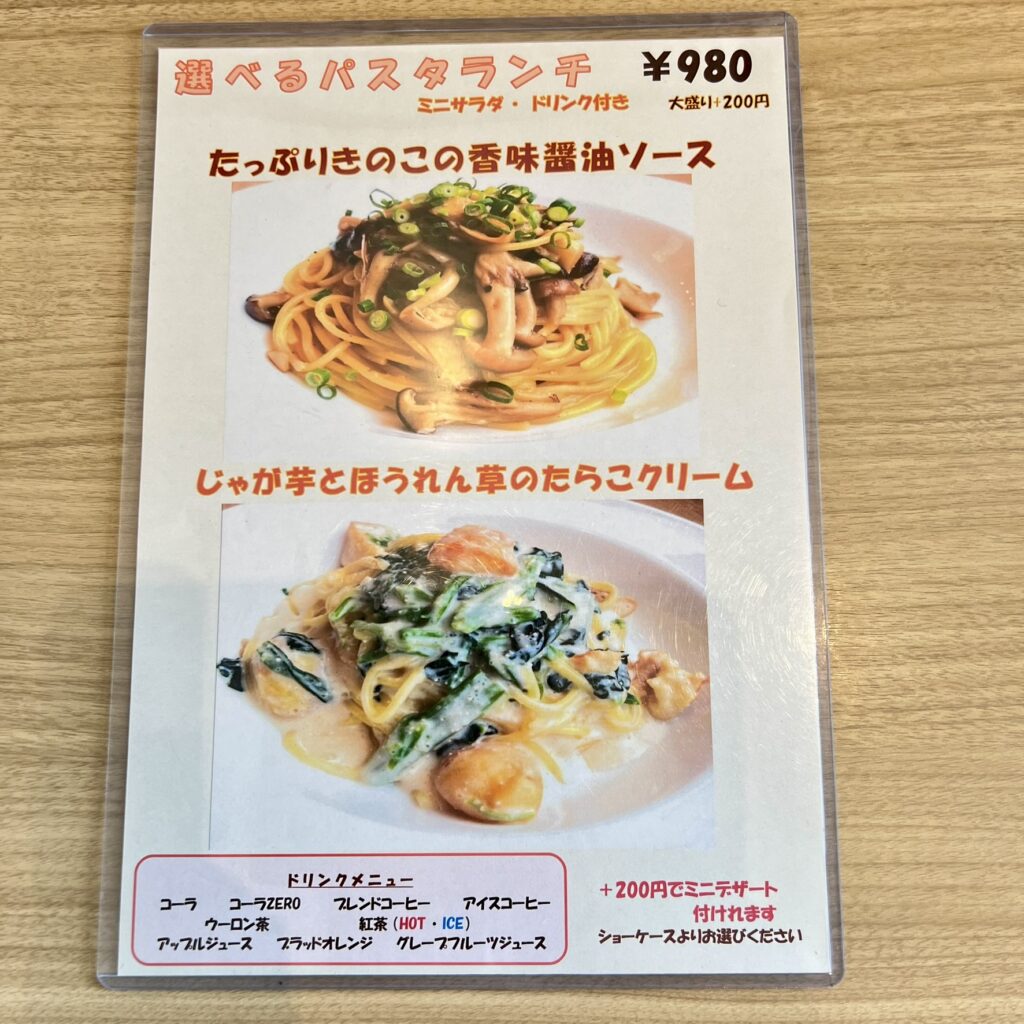 選べるパスタランチ ¥980
ミニサラダ・ドリンク付き 大盛り+200円
たっぷりきのこの香味醤油ソース
じゃが芋とほうれん草のたらこクリーム
ドリンクメニュー
コーラ コーラZERO ブレンドコーヒー アイスコーヒー
ウーロン茶 紅茶(HOT・ICE)
アップルジュース ブラッドオレンジ グレープフルーツジュース
+200円でミニデザート
付けれます
ショーケースよりお選びください